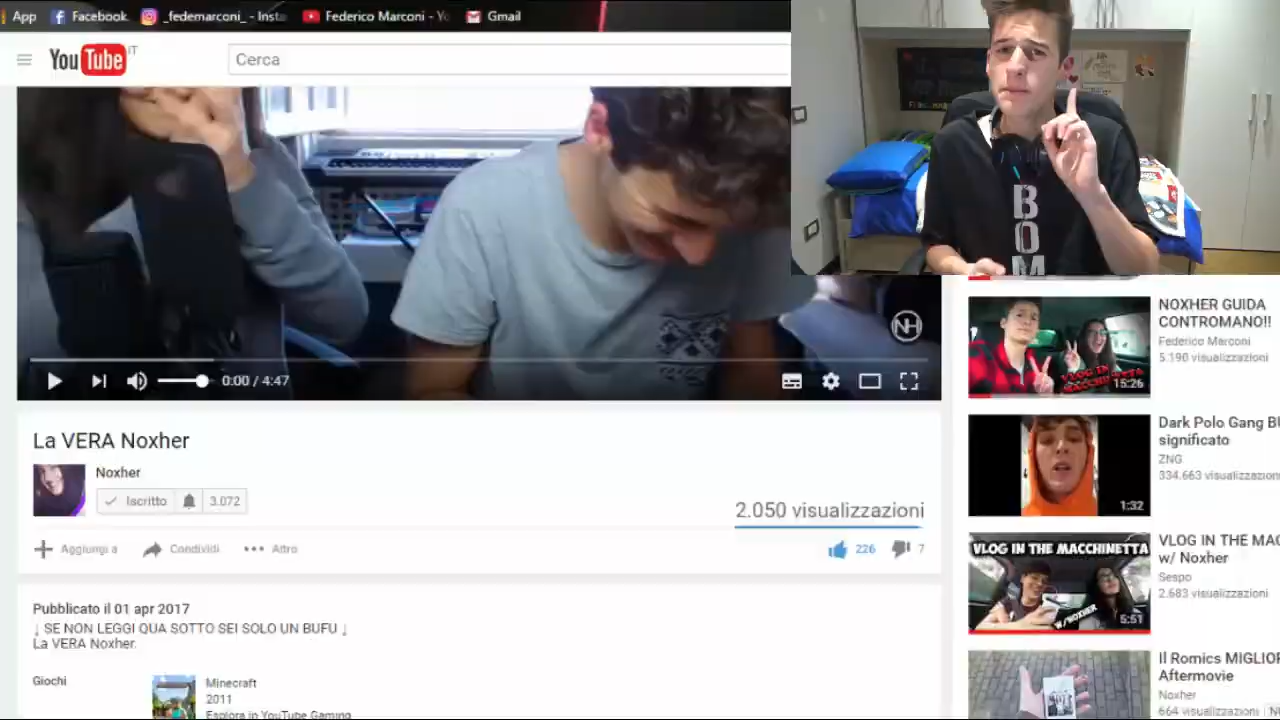 App Facebook _fedemarconi_ - Insta Federico Marconi - Yo Gmail
YouTube IT
Cerca
BOM
NH
0:00 / 4:47
La VERA Noxher
Noxher
Iscritto 3.072
2.050 visualizzazioni
Aggiungi a Condividi Altro
226 7
Pubblicato il 01 apr 2017
↓ SE NON LEGGI QUA SOTTO SEI SOLO UN BUFU ↓
La VERA Noxher
Giochi
Minecraft
2011
Esplora in YouTube Gaming
VLOG IN
MACCHINETTA
15:26
NOXHER GUIDA
CONTROMANO!!
Federico Marconi
5.190 visualizzazioni
1:32
Dark Polo Gang BU
significato
ZNG
334.663 visualizzazioni
VLOG IN THE MACCHINETTA
W/NOXHER
5:51
VLOG IN THE MAC
w/ Noxher
Sespo
2.683 visualizzazioni
Il Romics MIGLIOR
Aftermovie
Noxher
664 visualizzazioni